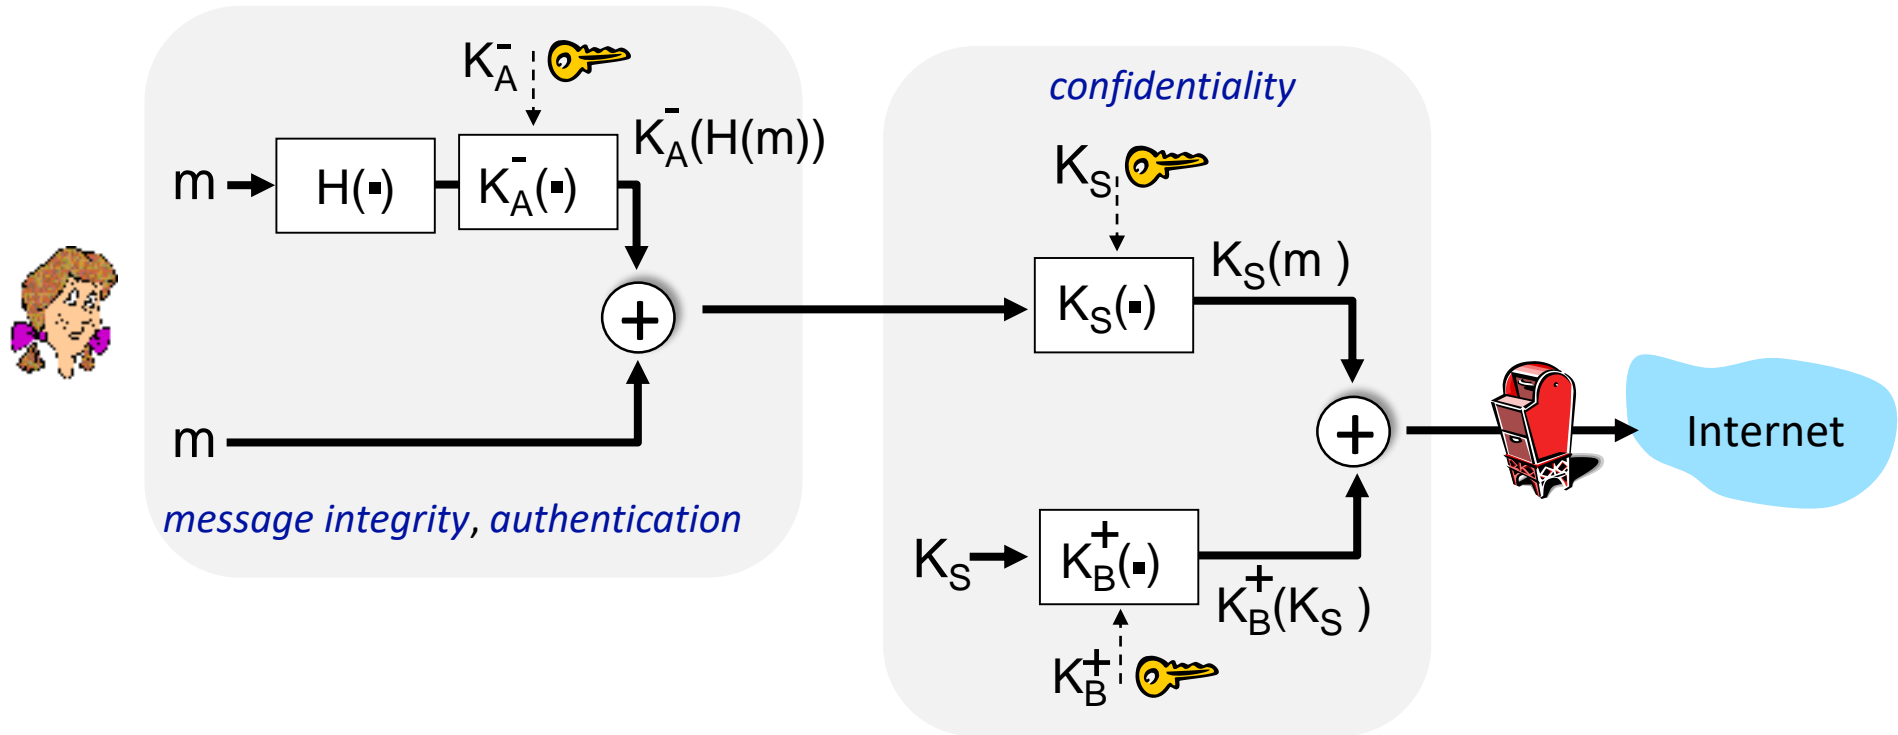 K_A^-
K_A^-(H(m))
m
H(▪)
K_A^-(▪)
m
message integrity, authentication
confidentiality
K_S
K_S(▪)
K_S(m )
+
+
K_S
K_B^+(▪)
K_B^+(K_S )
K_B^+
Internet